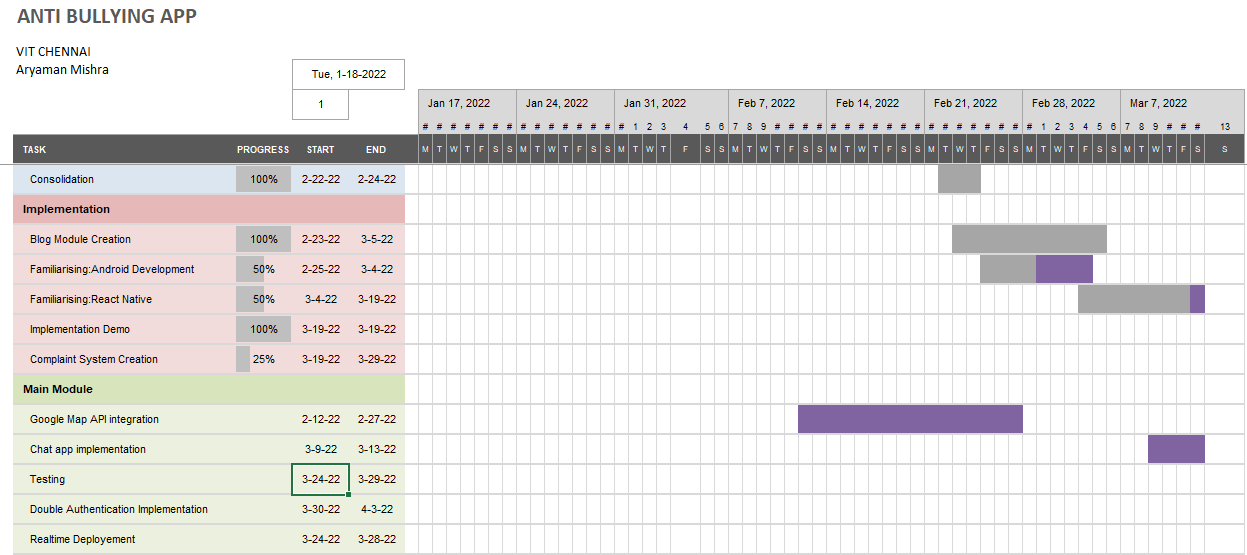 ANTI BULLYING APP
VIT CHENNAI
Aryaman Mishra
Tue, 1-18-2022
1
Jan 17, 2022 Jan 24, 2022 Jan 31, 2022 Feb 7, 2022 Feb 14, 2022 Feb 21, 2022 Feb 28, 2022 Mar 7, 2022
# # # # # # # # # # # # # # # 1 2 3 4 5 6 7 8 9 # # # # # # # # # # # # # # # # # # # 1 2 3 4 5 6 7 8 9 # # # 13
TASK PROGRESS START END M T W T F S S M T W T F S S M T W T F S S M T W T F S S M T W T F S S M T W T F S S M T W T F S S M T W T F S S
Consolidation 100% 2-22-22 2-24-22
Implementation
Blog Module Creation 100% 2-23-22 3-5-22
Familiarising:Android Development 50% 2-25-22 3-4-22
Familiarising:React Native 50% 3-4-22 3-19-22
Implementation Demo 100% 3-19-22 3-19-22
Complaint System Creation 25% 3-19-22 3-29-22
Main Module
Google Map API integration 2-12-22 2-27-22
Chat app implementation 3-9-22 3-13-22
Testing 3-24-22 3-29-22
Double Authentication Implementation 3-30-22 4-3-22
Realtime Deployement 3-24-22 3-28-22